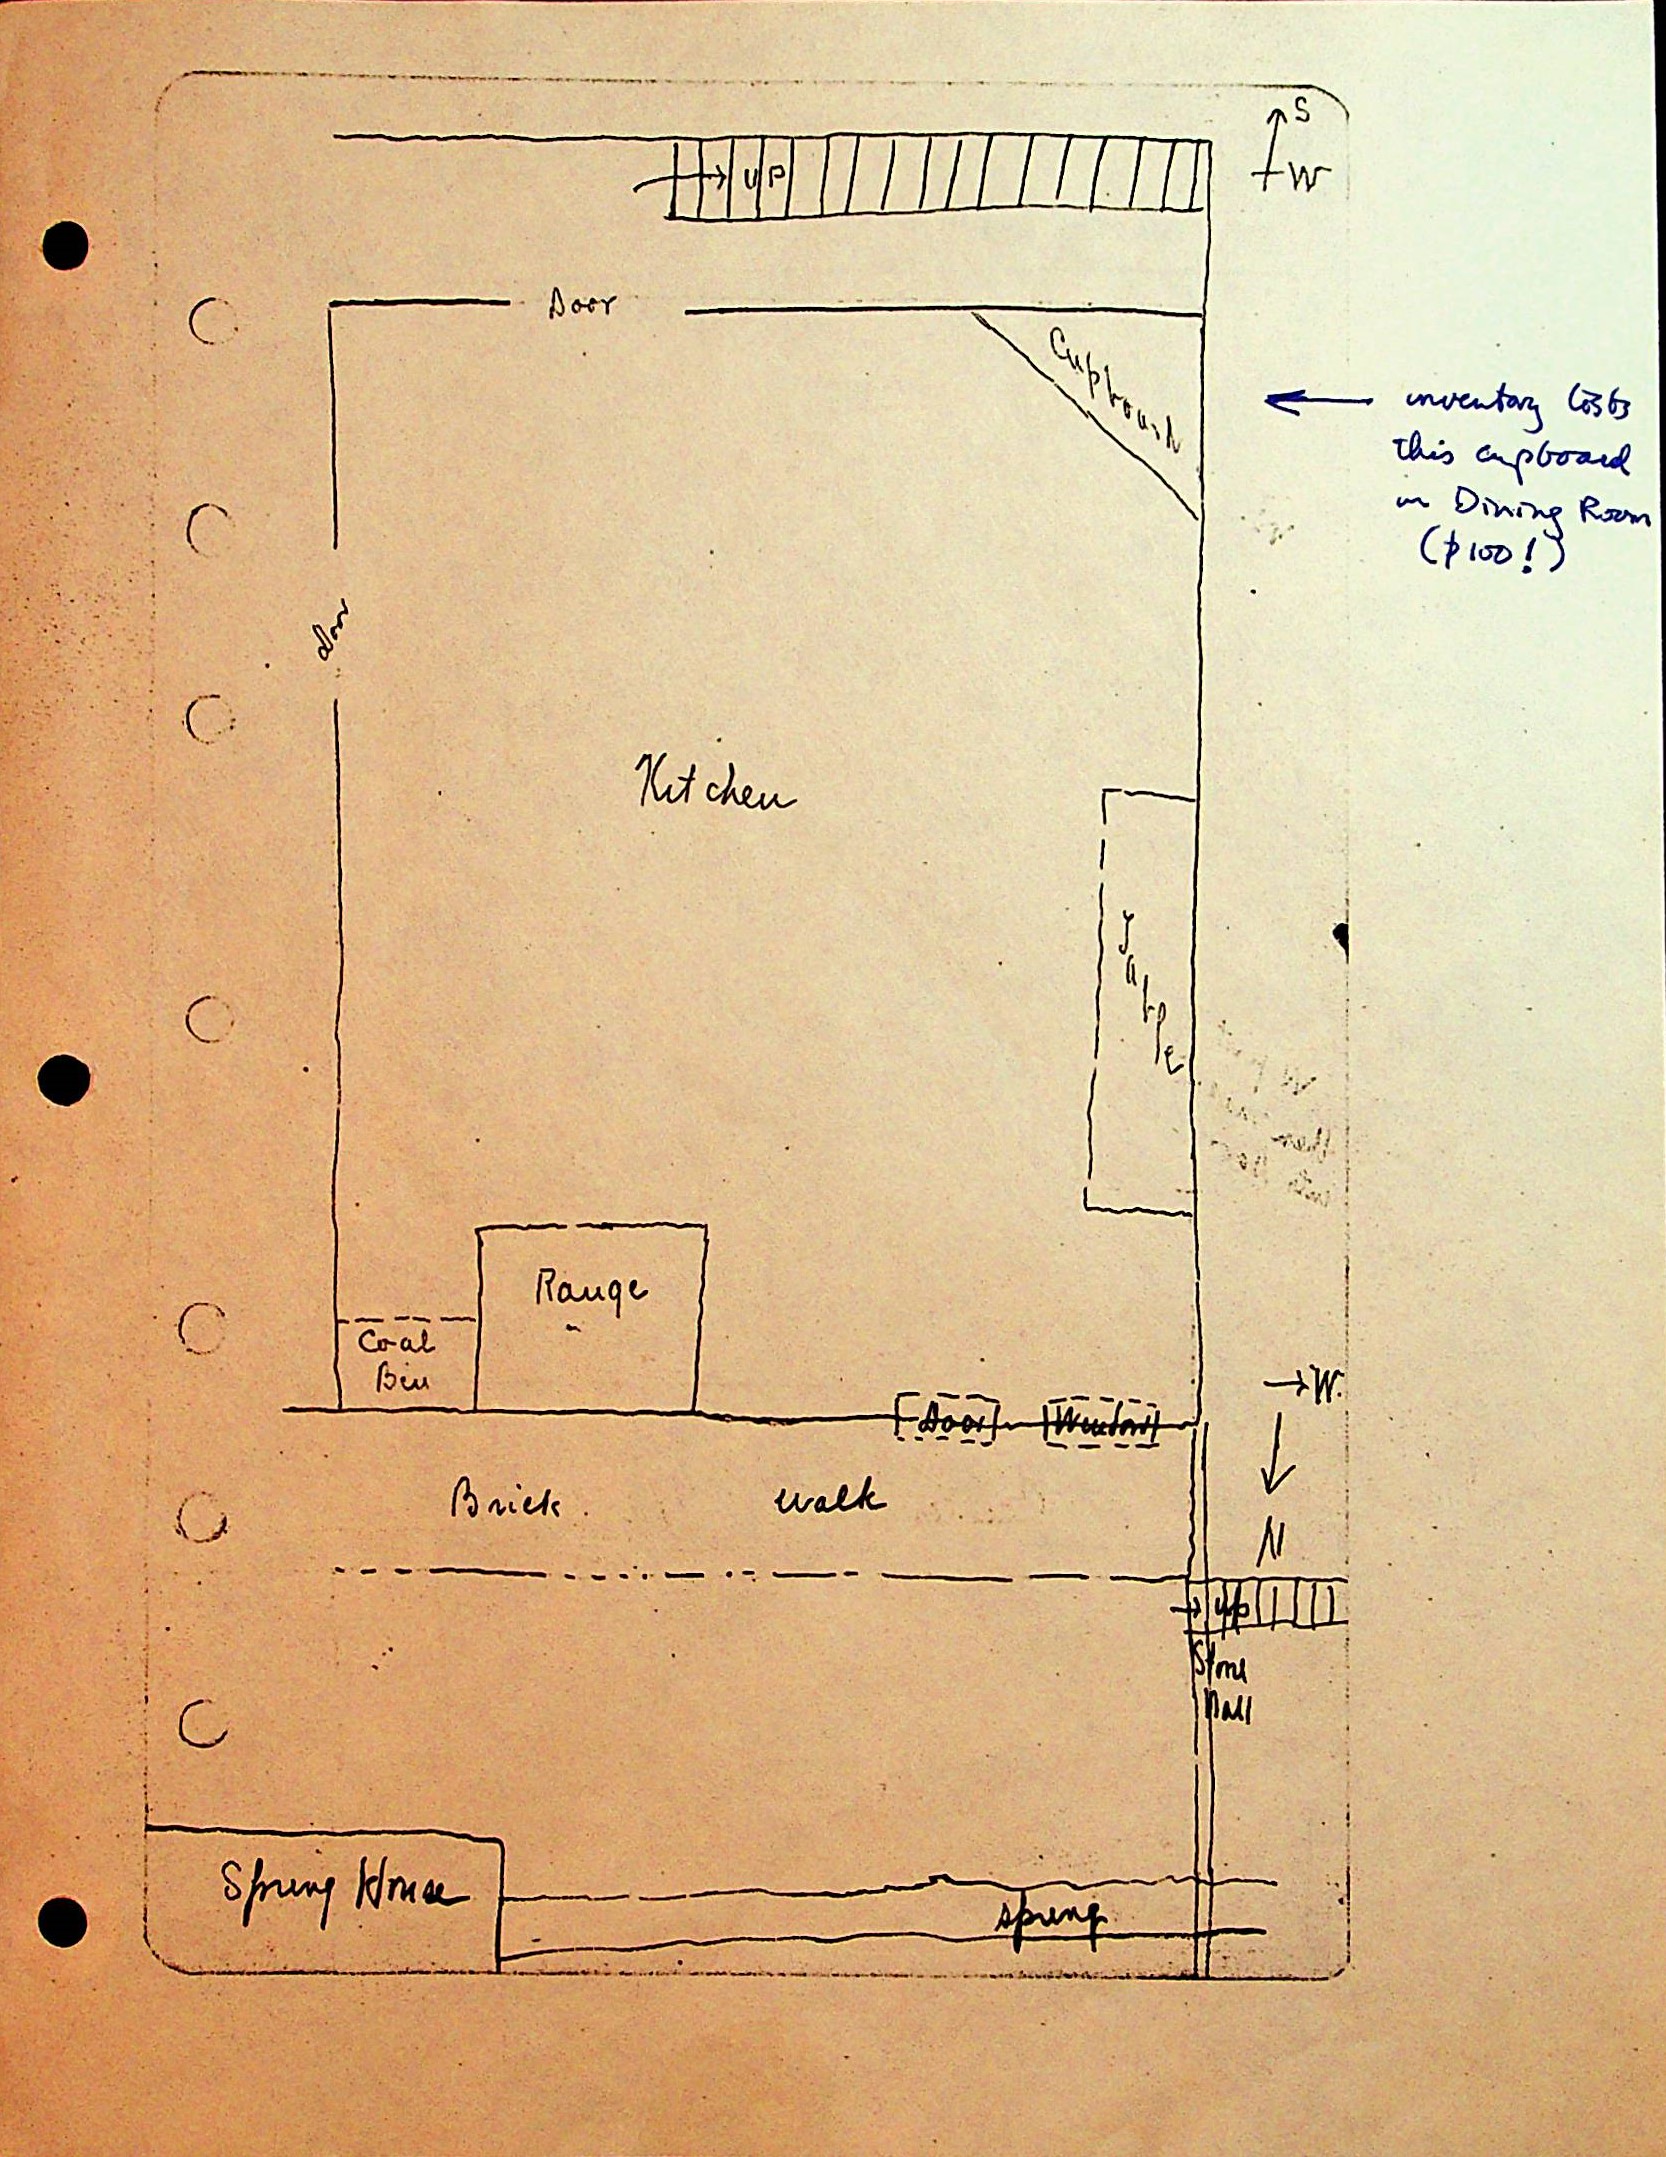 S
W
up
Door
Cupboard
inventory lists
this cupboard
in Dining Room
($100!)
door
Kitchen
Table
Range
Coal
Bin
Door
Window
→W.
N
Brick walk
up
Stone
Wall
Spring House
spring